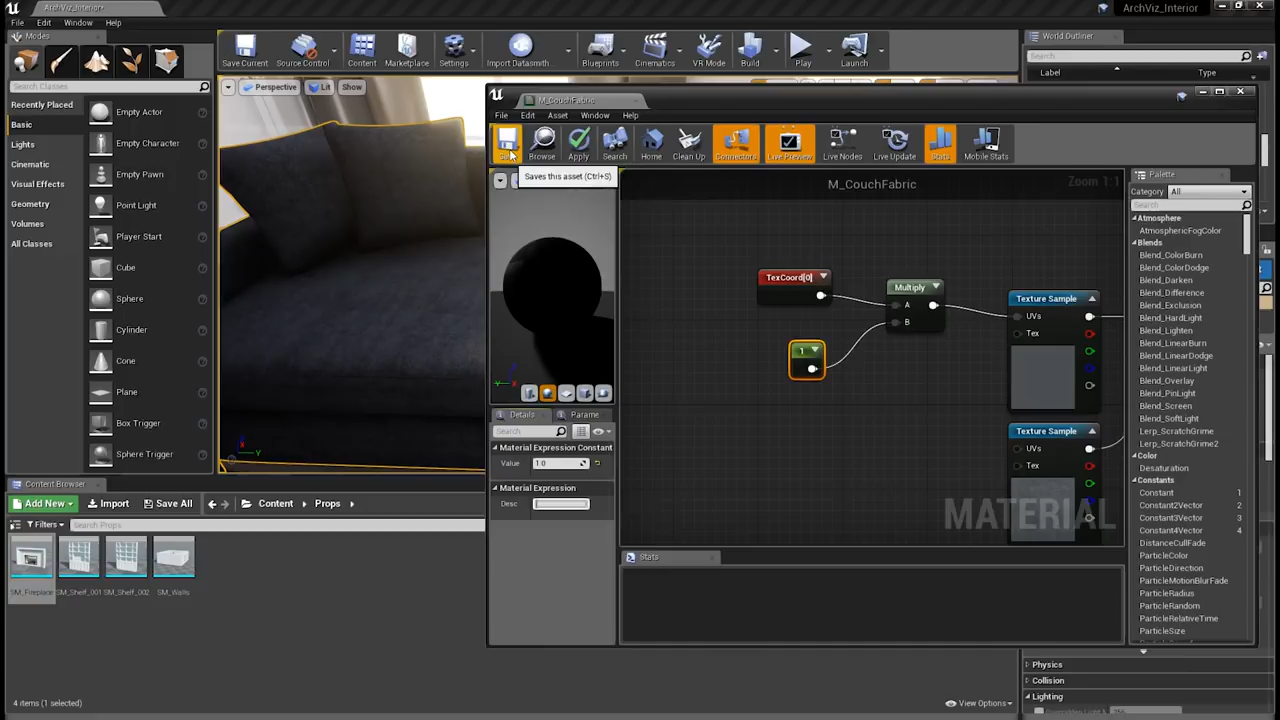 ArchViz_Interior•
ArchViz_Interior
File Edit Window Help
Modes
Search Classes
Recently Placed
Basic
Lights
Cinematic
Visual Effects
Geometry
Volumes
All Classes
Empty Actor
Empty Character
Empty Pawn
Point Light
Player Start
Cube
Sphere
Cylinder
Cone
Plane
Box Trigger
Sphere Trigger
Save Current Source Control Content Marketplace Settings Import Datasmith Blueprints Cinematics VR Mode Build Play Launch
Perspective Lit Show
World Outliner
Search
Label Type
M_CouchFabric
File Edit Asset Window Help
Browse Apply Search Home Clean Up Connectors Live Preview Live Nodes Live Update Stats Mobile Stats
Saves this asset (Ctrl+S)
M_CouchFabric
Zoom 1:1
TexCoord[0]
Multiply
A
B
1
Texture Sample
UVs
Tex
Texture Sample
UVs
Tex
MATERIAL
Details Parame
Search
Material Expression Constant
Value 1.0
Material Expression
Desc
Stats
Palette
Category All
Search
Atmosphere
AtmosphericFogColor
Blends
Blend_ColorBurn
Blend_ColorDodge
Blend_Darken
Blend_Difference
Blend_Exclusion
Blend_HardLight
Blend_Lighten
Blend_LinearBurn
Blend_LinearDodge
Blend_LinearLight
Blend_Overlay
Blend_PinLight
Blend_Screen
Blend_SoftLight
Lerp_ScratchGrime
Lerp_ScratchGrime2
Color
Desaturation
Constants
Constant 1
Constant2Vector 2
Constant3Vector 3
Constant4Vector 4
DistanceCullFade
ParticleColor
ParticleDirection
ParticleMotionBlurFade
ParticleRadius
ParticleRandom
ParticleRelativeTime
ParticleSize
Physics
Collision
Lighting
Content Browser
Add New Import Save All Content Props
Filters Search Props
SM_Fireplace SM_Shelf_001 SM_Shelf_002 SM_Walls
4 items (1 selected)
View Options